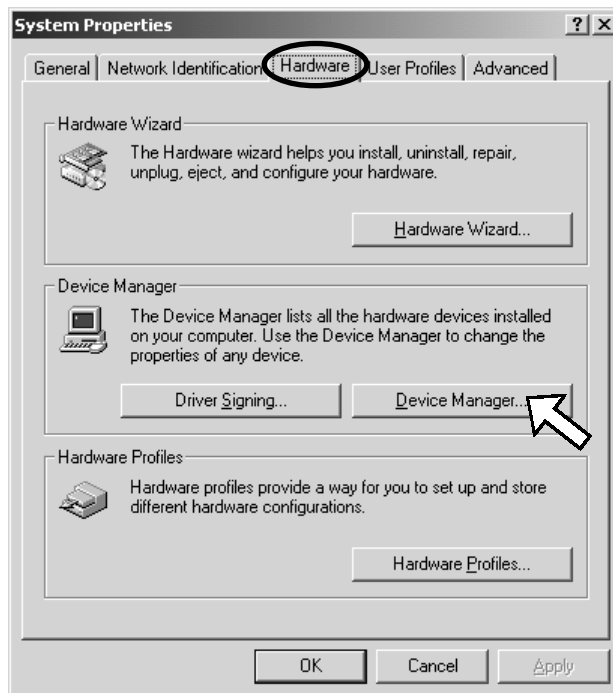 System Properties
General Network Identification Hardware User Profiles Advanced
Hardware Wizard
The Hardware wizard helps you install, uninstall, repair,
unplug, eject, and configure your hardware.
Hardware Wizard...
Device Manager
The Device Manager lists all the hardware devices installed
on your computer. Use the Device Manager to change the
properties of any device.
Driver Signing... Device Manager...
Hardware Profiles
Hardware profiles provide a way for you to set up and store
different hardware configurations.
Hardware Profiles...
OK Cancel Apply